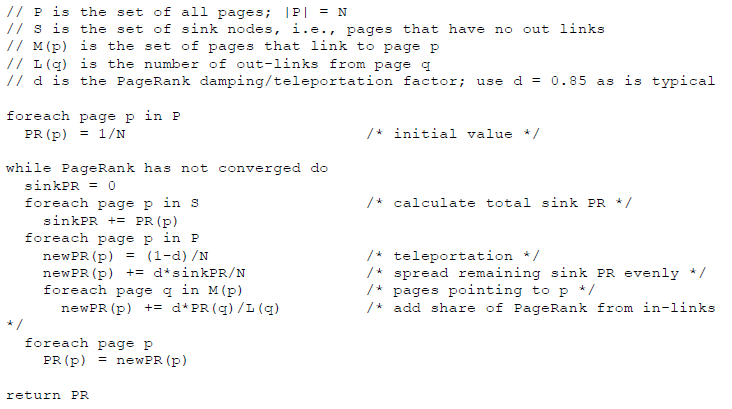 // P is the set of all pages; |P| = N
// S is the set of sink nodes, i.e., pages that have no out links
// M(p) is the set of pages that link to page p
// L(q) is the number of out-links from page q
// d is the PageRank damping/teleportation factor; use d = 0.85 as is typical

foreach page p in P
  PR(p) = 1/N                          /* initial value */

while PageRank has not converged do
  sinkPR = 0
  foreach page p in S                  /* calculate total sink PR */
    sinkPR += PR(p)
  foreach page p in P
    newPR(p) = (1-d)/N                 /* teleportation */
    newPR(p) += d*sinkPR/N             /* spread remaining sink PR evenly */
    foreach page q in M(p)             /* pages pointing to p */
      newPR(p) += d*PR(q)/L(q)         /* add share of PageRank from in-links
*/
  foreach page p
    PR(p) = newPR(p)

return PR